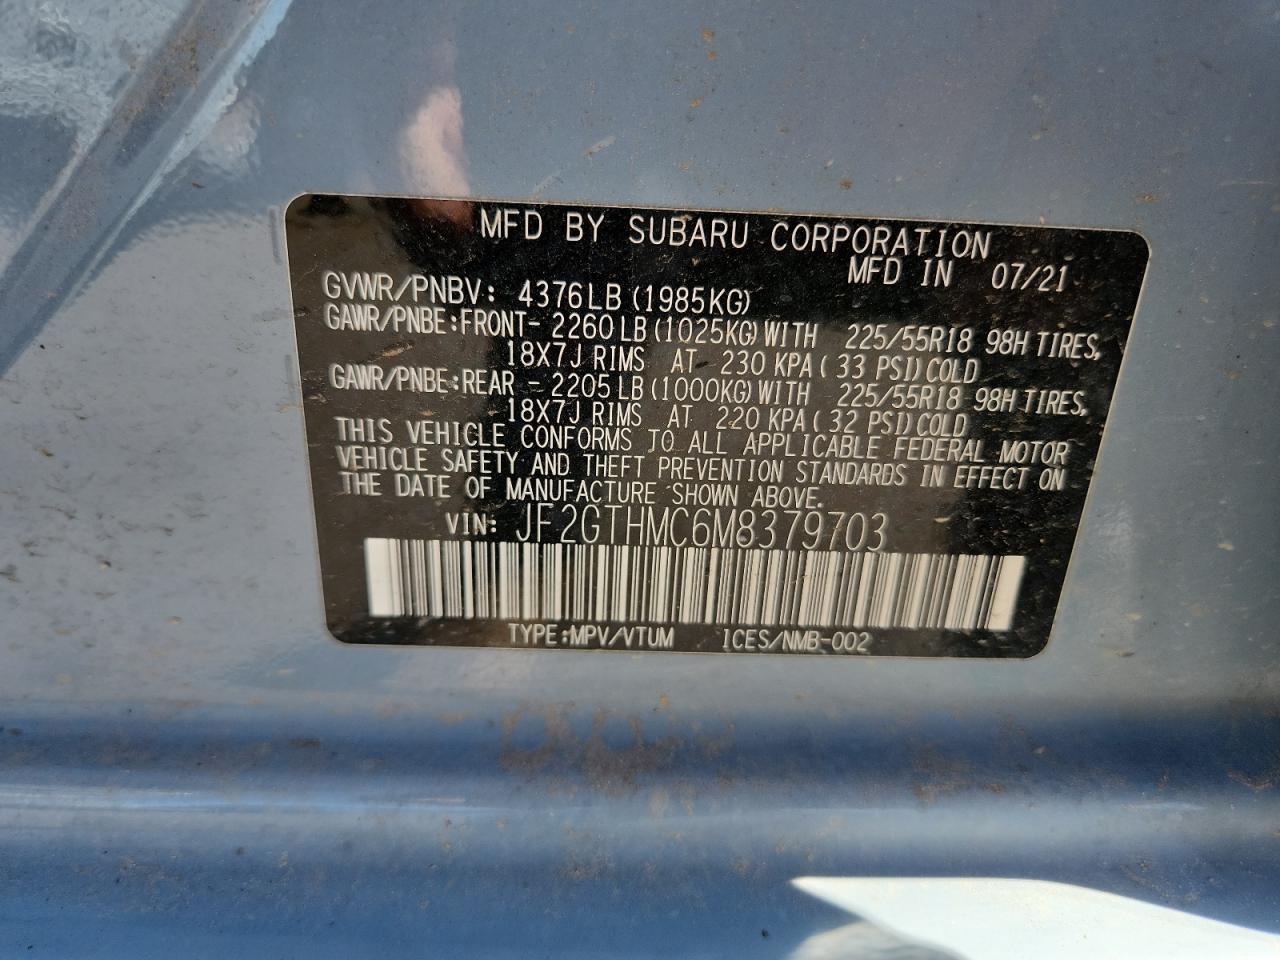 MFD BY SUBARU CORPORATION
MFD IN 07/21
GVWR/PNBV: 4376LB (1985KG)
GAWR/PNBE:FRONT- 2260LB (1025KG) WITH 225/55R18 98H TIRES,
18X7J RIMS AT 230 KPA ( 33 PSI) COLD
GAWR/PNBE:REAR - 2205LB (1000KG) WITH 225/55R18 98H TIRES,
18X7J RIMS AT 220 KPA ( 32 PSI) COLD
THIS VEHICLE CONFORMS TO ALL APPLICABLE FEDERAL MOTOR
VEHICLE SAFETY AND THEFT PREVENTION STANDARDS IN EFFECT ON
THE DATE OF MANUFACTURE SHOWN ABOVE.
VIN: JF2GTHMC6M8379703
TYPE:MPV/VTUM ICES/NMB-002